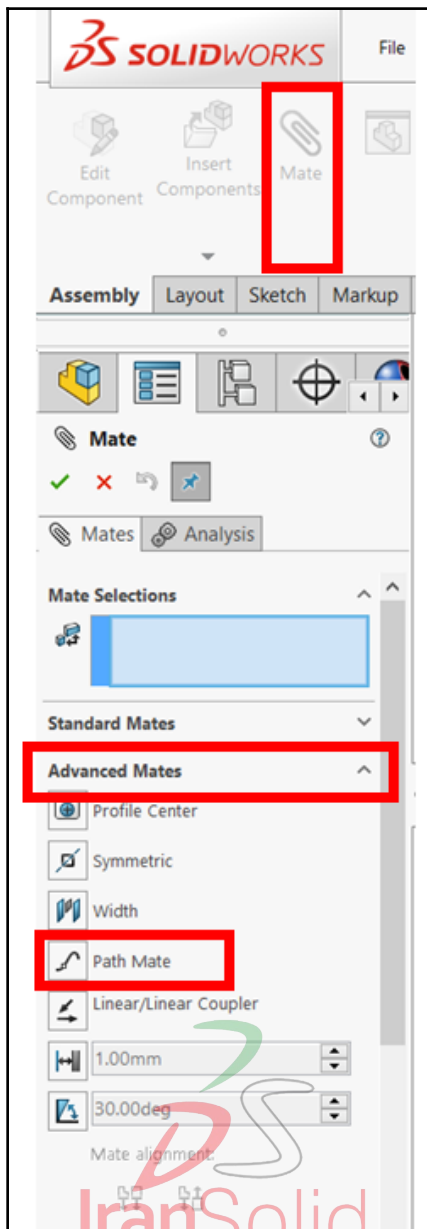 SOLIDWORKS File
Edit Component
Insert Components
Mate
Assembly Layout Sketch Markup
Mate
Mates Analysis
Mate Selections
Standard Mates
Advanced Mates
Profile Center
Symmetric
Width
Path Mate
Linear/Linear Coupler
1.00mm
30.00deg
Mate alignment:
IranSolid